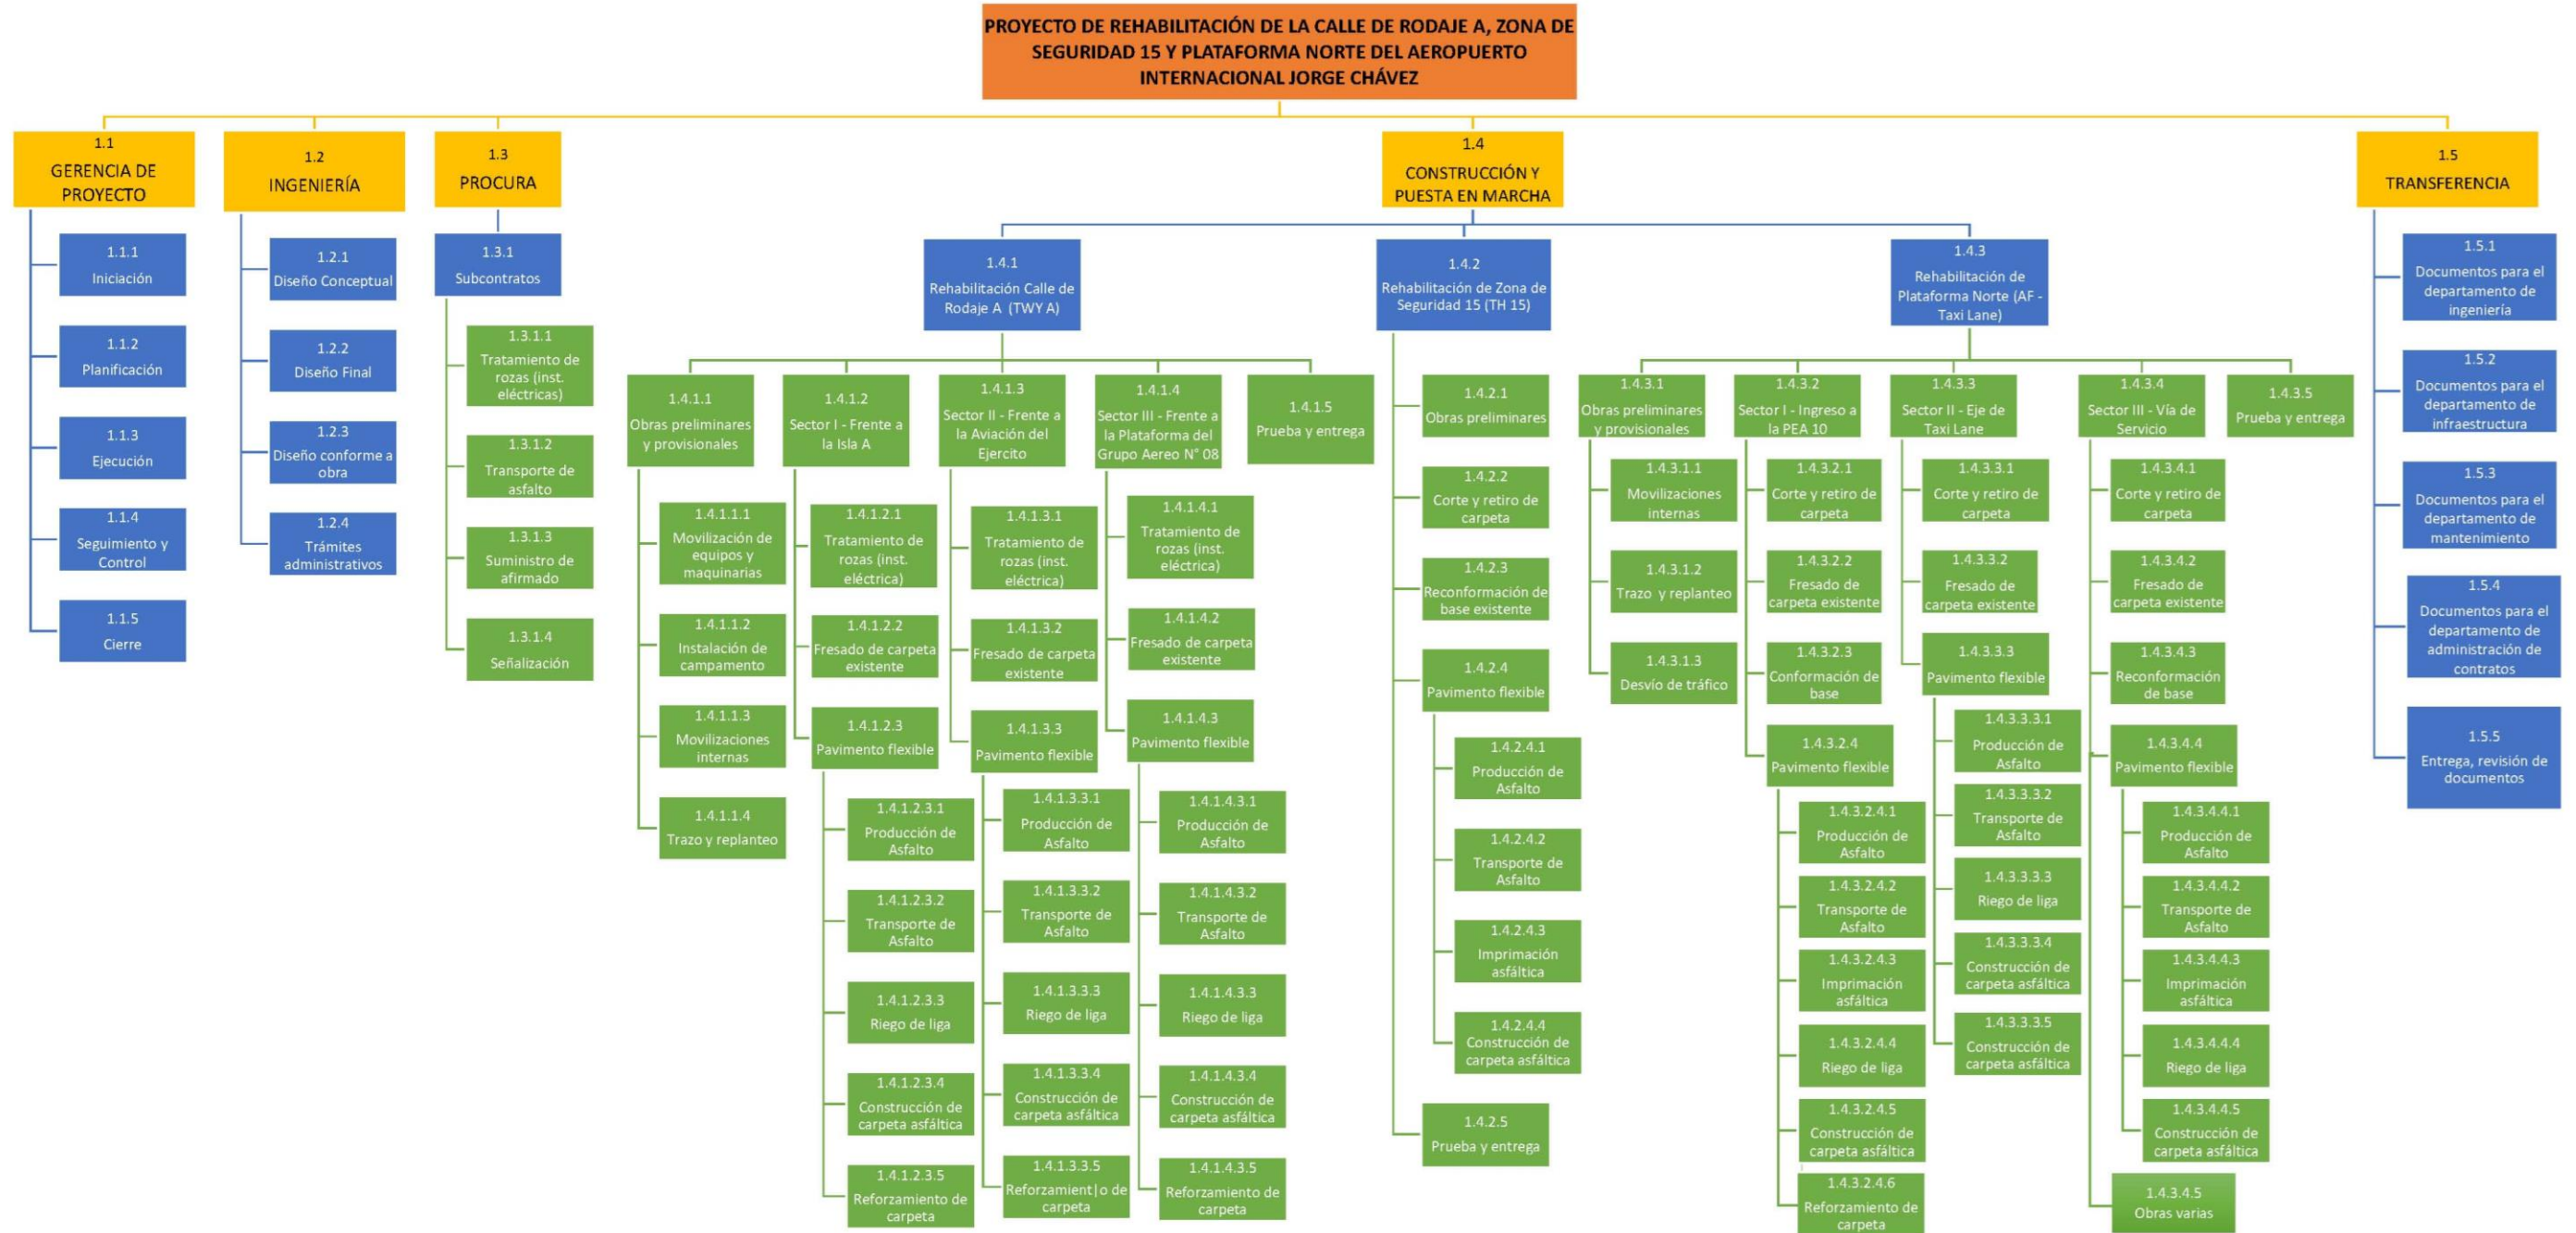 PROYECTO DE REHABILITACIÓN DE LA CALLE DE RODAJE A, ZONA DE
SEGURIDAD 15 Y PLATAFORMA NORTE DEL AEROPUERTO
INTERNACIONAL JORGE CHÁVEZ
1.1
GERENCIA DE
PROYECTO
1.1.1
Iniciación
1.1.2
Planificación
1.1.3
Ejecución
1.1.4
Seguimiento y
Control
1.1.5
Cierre
1.2
INGENIERÍA
1.2.1
Diseño Conceptual
1.2.2
Diseño Final
1.2.3
Diseño conforme a
obra
1.2.4
Trámites
administrativos
1.3
PROCURA
1.3.1
Subcontratos
1.3.1.1
Tratamiento de
rozas (inst.
eléctricas)
1.3.1.2
Transporte de
asfalto
1.3.1.3
Suministro de
afirmado
1.3.1.4
Señalización
1.4
CONSTRUCCIÓN Y
PUESTA EN MARCHA
1.4.1
Rehabilitación Calle de
Rodaje A (TWY A)
1.4.1.1
Obras preliminares
y provisionales
1.4.1.1.1
Movilización de
equipos y
maquinarias
1.4.1.1.2
Instalación de
campamento
1.4.1.1.3
Movilizaciones
internas
1.4.1.1.4
Trazo y replanteo
1.4.1.2
Sector I - Frente a
la Isla A
1.4.1.2.1
Tratamiento de
rozas (inst.
eléctrica)
1.4.1.2.2
Fresado de carpeta
existente
1.4.1.2.3
Pavimento flexible
1.4.1.2.3.1
Producción de
Asfalto
1.4.1.2.3.2
Transporte de
Asfalto
1.4.1.2.3.3
Riego de liga
1.4.1.2.3.4
Construcción de
carpeta asfáltica
1.4.1.2.3.5
Reforzamiento de
carpeta
1.4.1.3
Sector II - Frente a
la Aviación del
Ejercito
1.4.1.3.1
Tratamiento de
rozas (inst.
eléctrica)
1.4.1.3.2
Fresado de carpeta
existente
1.4.1.3.3
Pavimento flexible
1.4.1.3.3.1
Producción de
Asfalto
1.4.1.3.3.2
Transporte de
Asfalto
1.4.1.3.3.3
Riego de liga
1.4.1.3.3.4
Construcción de
carpeta asfáltica
1.4.1.3.3.5
Reforzamient|o de
carpeta
1.4.1.4
Sector III - Frente a
la Plataforma del
Grupo Aereo N° 08
1.4.1.4.1
Tratamiento de
rozas (inst.
eléctrica)
1.4.1.4.2
Fresado de carpeta
existente
1.4.1.4.3
Pavimento flexible
1.4.1.4.3.1
Producción de
Asfalto
1.4.1.4.3.2
Transporte de
Asfalto
1.4.1.4.3.3
Riego de liga
1.4.1.4.3.4
Construcción de
carpeta asfáltica
1.4.1.4.3.5
Reforzamiento de
carpeta
1.4.1.5
Prueba y entrega
1.4.2
Rehabilitación de Zona de
Seguridad 15 (TH 15)
1.4.2.1
Obras preliminares
1.4.2.2
Corte y retiro de
carpeta
1.4.2.3
Reconformación de
base existente
1.4.2.4
Pavimento flexible
1.4.2.4.1
Producción de
Asfalto
1.4.2.4.2
Transporte de
Asfalto
1.4.2.4.3
Imprimación
asfáltica
1.4.2.4.4
Construcción de
carpeta asfáltica
1.4.2.5
Prueba y entrega
1.4.3
Rehabilitación de
Plataforma Norte (AF -
Taxi Lane)
1.4.3.1
Obras preliminares
y provisionales
1.4.3.1.1
Movilizaciones
internas
1.4.3.1.2
Trazo y replanteo
1.4.3.1.3
Desvío de tráfico
1.4.3.2
Sector I - Ingreso a
la PEA 10
1.4.3.2.1
Corte y retiro de
carpeta
1.4.3.2.2
Fresado de
carpeta existente
1.4.3.2.3
Conformación de
base
1.4.3.2.4
Pavimento flexible
1.4.3.2.4.1
Producción de
Asfalto
1.4.3.2.4.2
Transporte de
Asfalto
1.4.3.2.4.3
Imprimación
asfáltica
1.4.3.2.4.4
Riego de liga
1.4.3.2.4.5
Construcción de
carpeta asfáltica
1.4.3.2.4.6
Reforzamiento de
carpeta
1.4.3.3
Sector II - Eje de
Taxi Lane
1.4.3.3.1
Corte y retiro de
carpeta
1.4.3.3.2
Fresado de
carpeta existente
1.4.3.3.3
Pavimento flexible
1.4.3.3.3.1
Producción de
Asfalto
1.4.3.3.3.2
Transporte de
Asfalto
1.4.3.3.3.3
Riego de liga
1.4.3.3.3.4
Construcción de
carpeta asfáltica
1.4.3.3.3.5
Construcción de
carpeta asfáltica
1.4.3.4
Sector III - Vía de
Servicio
1.4.3.4.1
Corte y retiro de
carpeta
1.4.3.4.2
Fresado de
carpeta existente
1.4.3.4.3
Reconformación
de base
1.4.3.4.4
Pavimento flexible
1.4.3.4.4.1
Producción de
Asfalto
1.4.3.4.4.2
Transporte de
Asfalto
1.4.3.4.4.3
Imprimación
asfáltica
1.4.3.4.4.4
Riego de liga
1.4.3.4.4.5
Construcción de
carpeta asfáltica
1.4.3.4.5
Obras varias
1.4.3.5
Prueba y entrega
1.5
TRANSFERENCIA
1.5.1
Documentos para el
departamento de
ingeniería
1.5.2
Documentos para el
departamento de
infraestructura
1.5.3
Documentos para el
departamento de
mantenimiento
1.5.4
Documentos para el
departamento de
administración de
contratos
1.5.5
Entrega, revisión de
documentos